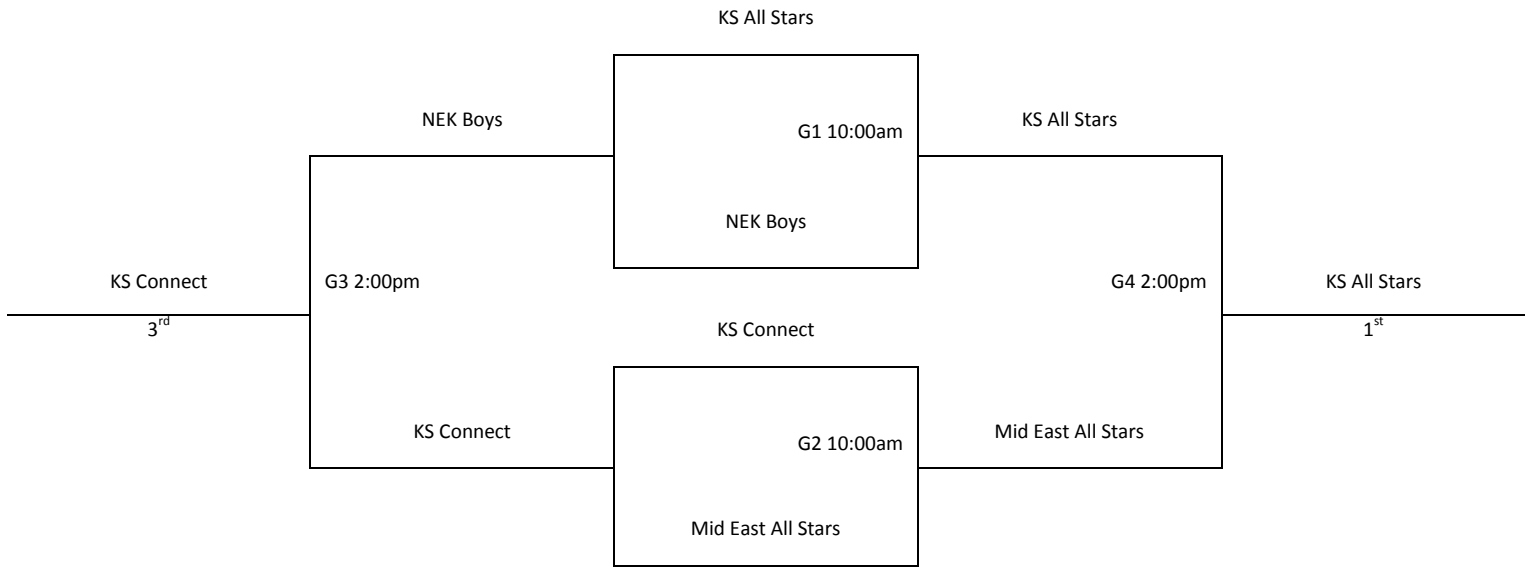 KS All Stars
NEK Boys
G1 10:00am
KS All Stars
NEK Boys
KS Connect
G3 2:00pm
G4 2:00pm
KS All Stars
3rd
KS Connect
1st
KS Connect
G2 10:00am
Mid East All Stars
Mid East All Stars